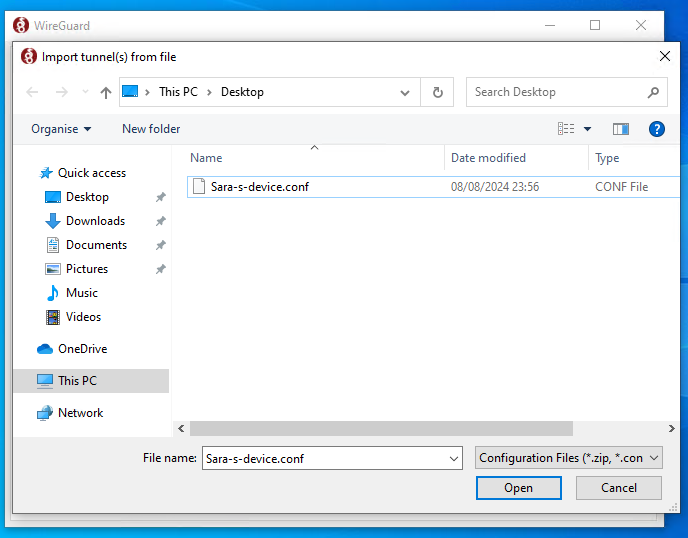 WireGuard
Import tunnel(s) from file
This PC > Desktop
Search Desktop
Organise
New folder
Name
Date modified
Type
Sara-s-device.conf
08/08/2024 23:56
CONF File
Quick access
Desktop
Downloads
Documents
Pictures
Music
Videos
OneDrive
This PC
Network
File name:
Sara-s-device.conf
Configuration Files (*.zip, *.con
Open
Cancel